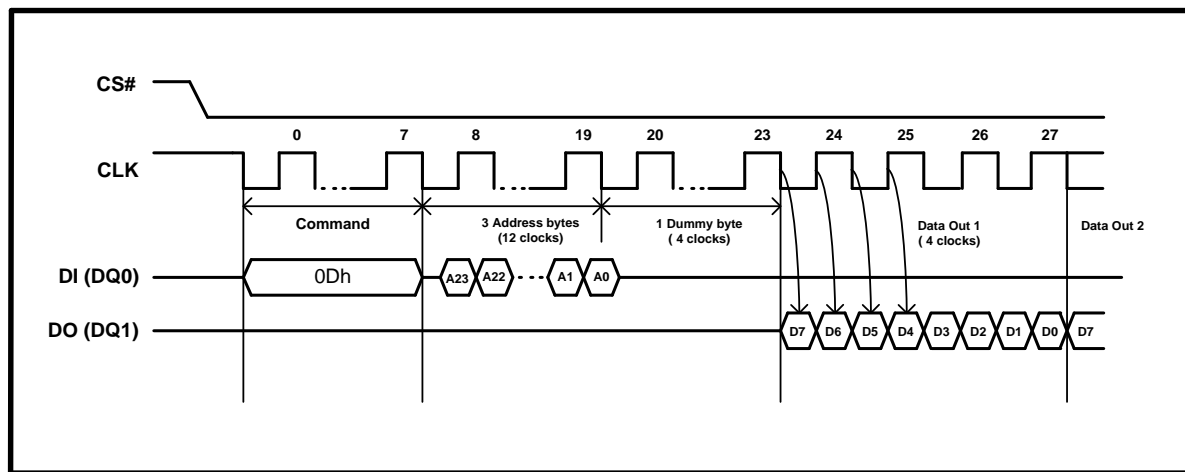 CS#
0 7 8 19 20 23 24 25 26 27
CLK
Command
3 Address bytes
(12 clocks)
1 Dummy byte
( 4 clocks)
Data Out 1
( 4 clocks)
Data Out 2
DI (DQ0) 0Dh A23 A22 A1 A0
DO (DQ1) D7 D6 D5 D4 D3 D2 D1 D0 D7